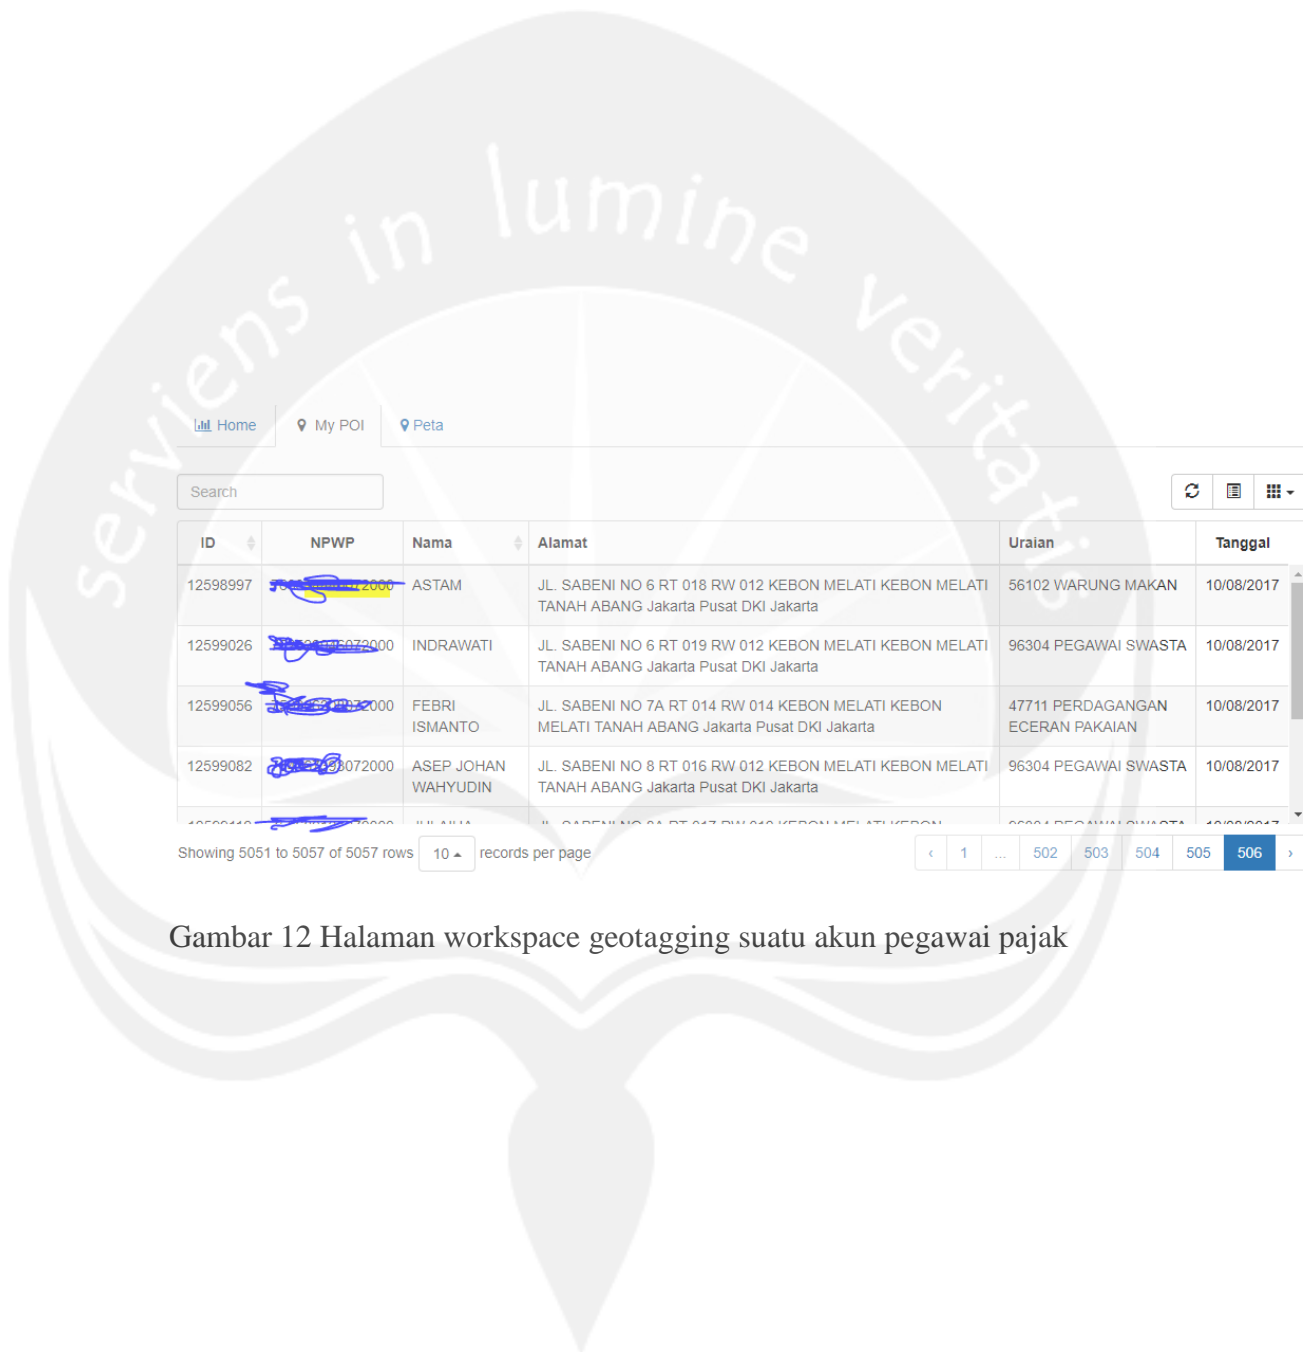 serviens in lumine veritatis
Home My POI Peta
Search
ID NPWP Nama Alamat Uraian Tanggal
12598997 2000 ASTAM JL. SABENI NO 6 RT 018 RW 012 KEBON MELATI KEBON MELATI 56102 WARUNG MAKAN 10/08/2017
TANAH ABANG Jakarta Pusat DKI Jakarta
12599026 INDRAWATI JL. SABENI NO 6 RT 019 RW 012 KEBON MELATI KEBON MELATI 96304 PEGAWAI SWASTA 10/08/2017
TANAH ABANG Jakarta Pusat DKI Jakarta
12599056 FEBRI JL. SABENI NO 7A RT 014 RW 014 KEBON MELATI KEBON 47711 PERDAGANGAN 10/08/2017
ISMANTO MELATI TANAH ABANG Jakarta Pusat DKI Jakarta ECERAN PAKAIAN
12599082 ASEP JOHAN JL. SABENI NO 8 RT 016 RW 012 KEBON MELATI KEBON MELATI 96304 PEGAWAI SWASTA 10/08/2017
WAHYUDIN TANAH ABANG Jakarta Pusat DKI Jakarta
Showing 5051 to 5057 of 5057 rows 10 records per page ‹ 1 ... 502 503 504 505 506 ›
Gambar 12 Halaman workspace geotagging suatu akun pegawai pajak